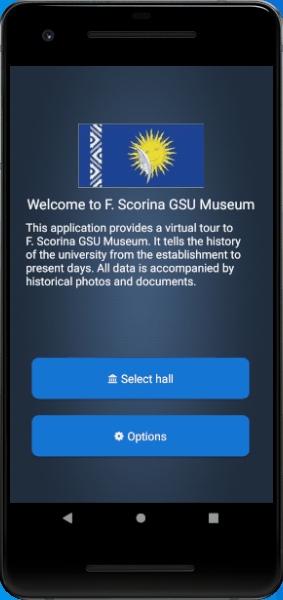 Welcome to F. Scorina GSU Museum
This application provides a virtual tour to
F. Scorina GSU Museum. It tells the history
of the university from the establishment to
present days. All data is accompanied by
historical photos and documents.
Select hall
Options